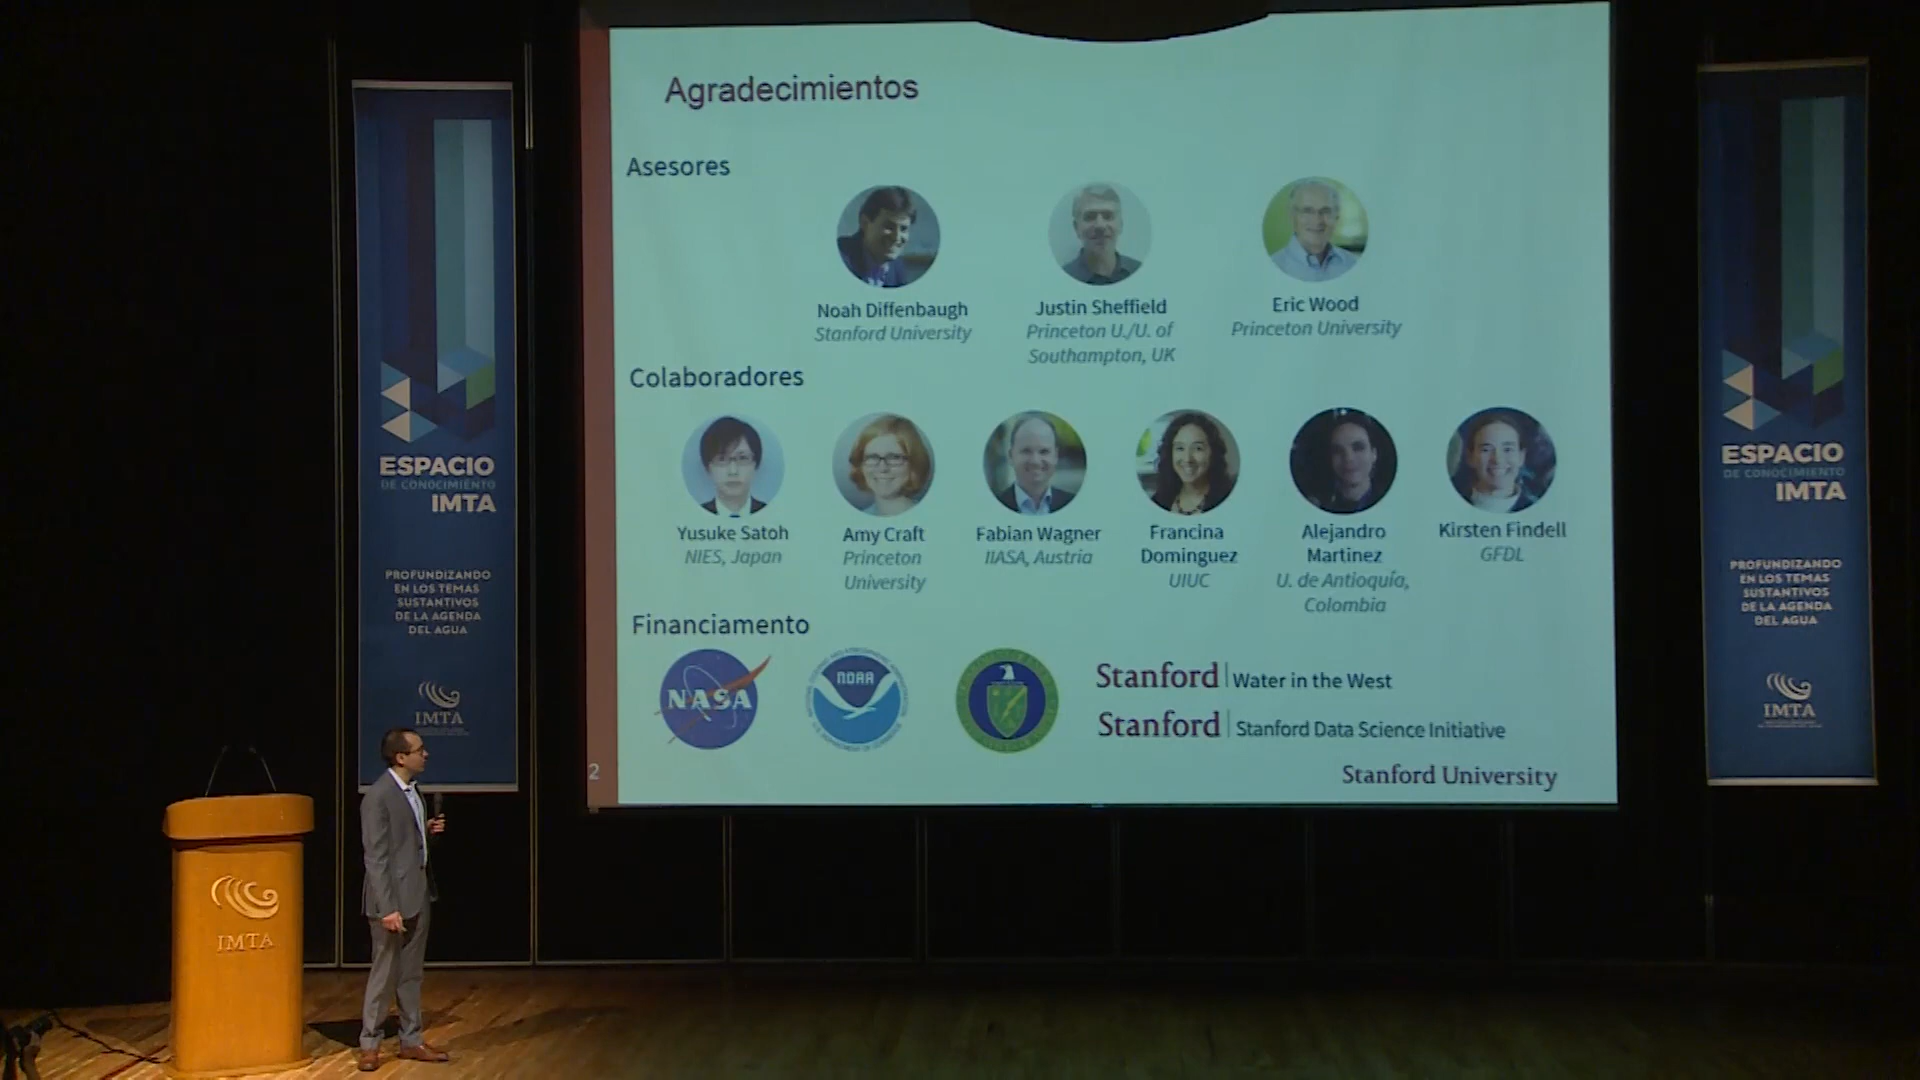 Agradecimientos
Asesores
Noah Diffenbaugh
Stanford University
Justin Sheffield
Princeton U./U. of
Southampton, UK
Eric Wood
Princeton University
Colaboradores
Yusuke Satoh
NIES, Japan
Amy Craft
Princeton
University
Fabian Wagner
IIASA, Austria
Francina
Dominguez
UIUC
Alejandro
Martinez
U. de Antioquía,
Colombia
Kirsten Findell
GFDL
Financiamento
NASA
NOAA
Stanford Water in the West
Stanford Stanford Data Science Initiative
2
Stanford University
ESPACIO
DE CONOCIMIENTO
IMTA
PROFUNDIZANDO
EN LOS TEMAS
SUSTANTIVOS
DE LA AGENDA
DEL AGUA
IMTA
ESPACIO
DE CONOCIMIENTO
IMTA
PROFUNDIZANDO
EN LOS TEMAS
SUSTANTIVOS
DE LA AGENDA
DEL AGUA
IMTA
IMTA